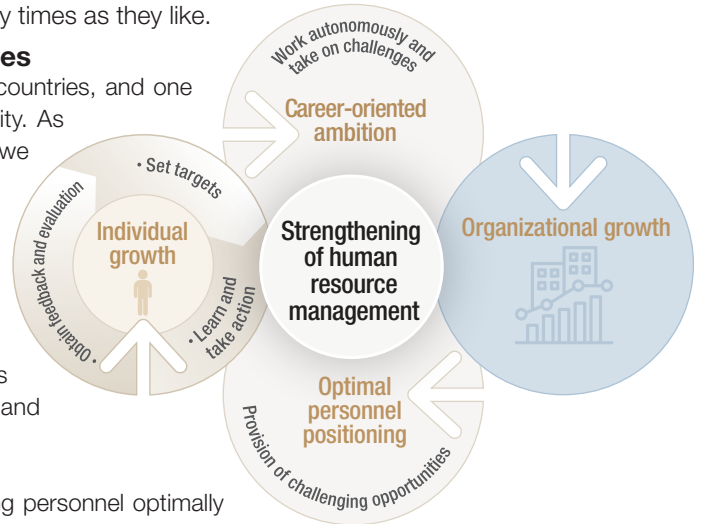 y times as they like.
es
countries, and one
ity. As
we
s
and
ng personnel optimally
Work autonomously and
take on challenges
Career-oriented
ambition
• Set targets
• Learn and
take action
• Obtain feedback and evaluation
Individual
growth
Strengthening
of human
resource
management
Organizational growth
Optimal
personnel
positioning
Provision of challenging opportunities